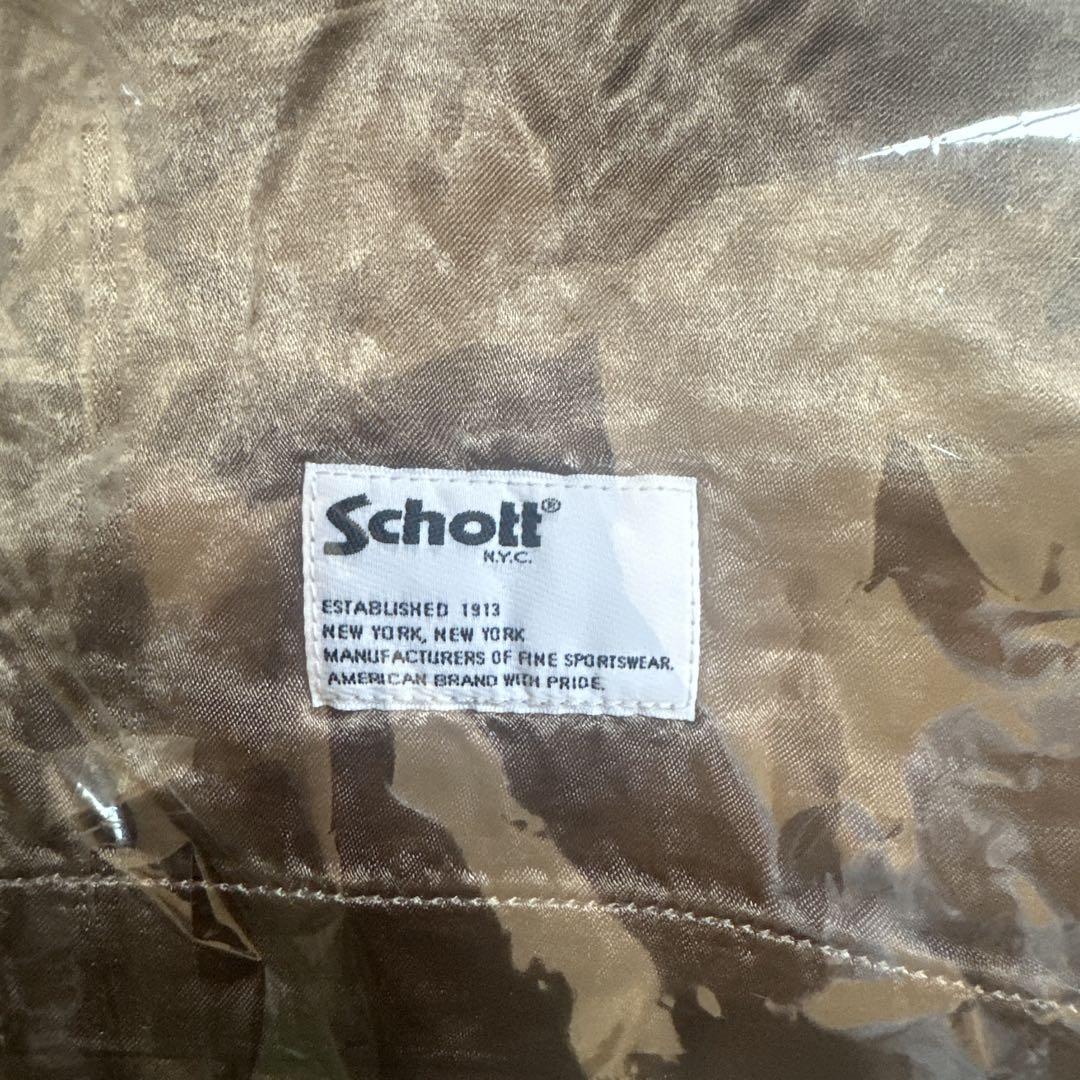 Schott®
N.Y.C.
ESTABLISHED 1913
NEW YORK, NEW YORK
MANUFACTURERS OF FINE SPORTSWEAR.
AMERICAN BRAND WITH PRIDE.